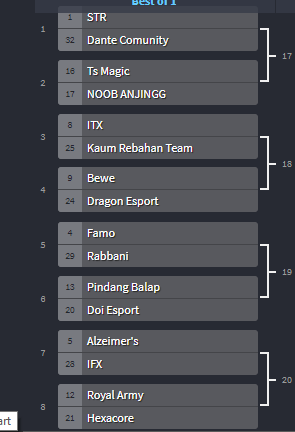 Best of 1
1 STR
1
32 Dante Comunity
17
16 Ts Magic
2
17 NOOB ANJINGG
8 ITX
3
25 Kaum Rebahan Team
18
9 Bewe
4
24 Dragon Esport
4 Famo
5
29 Rabbani
19
13 Pindang Balap
6
20 Doi Esport
5 Alzeimer's
7
28 IFX
20
12 Royal Army
8
21 Hexacore
art